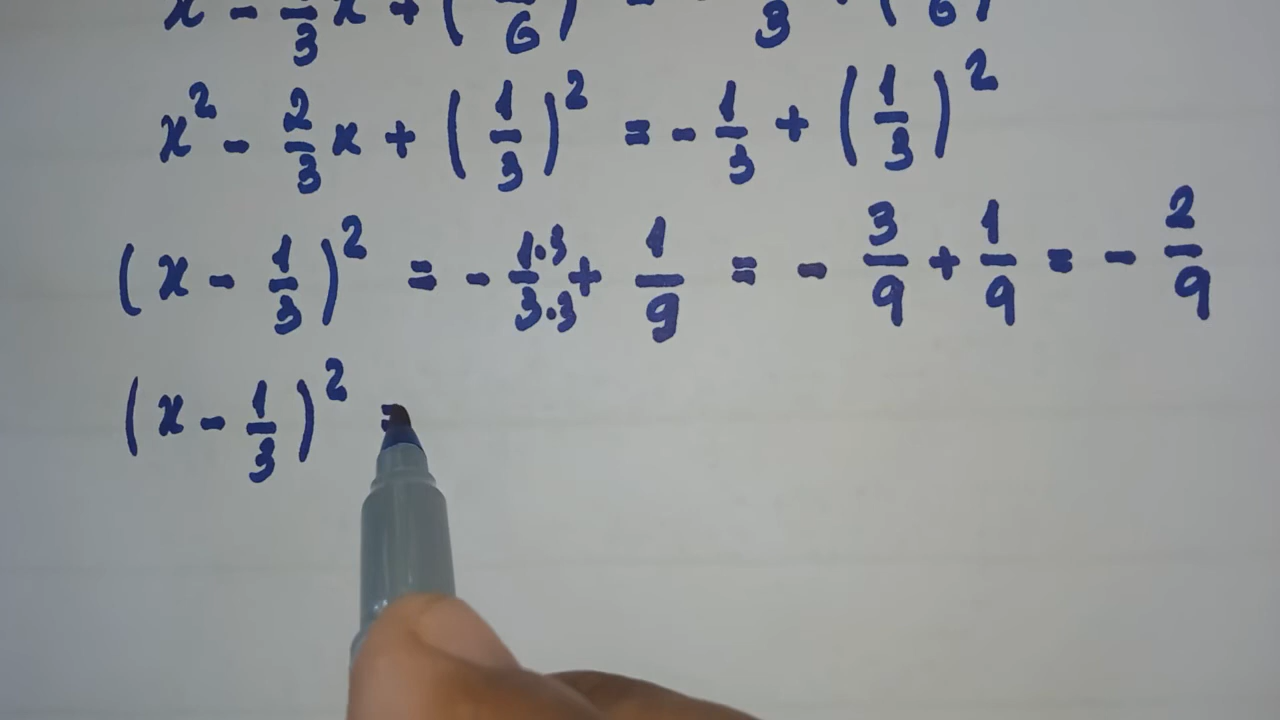 x² - 2/3 x + (1/3)² = - 1/3 + (1/3)²
(x - 1/3)² = - 1·3/3·3 + 1/9 = - 3/9 + 1/9 = - 2/9
(x - 1/3)² =